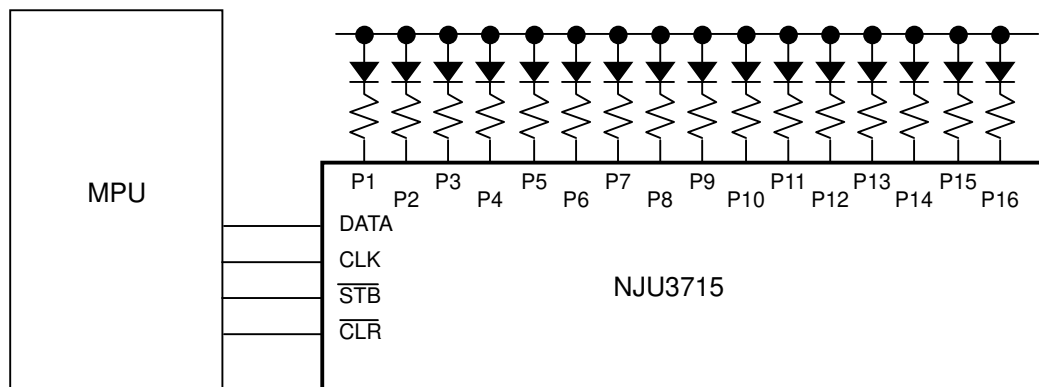 P1 P3 P4 P5 P7 P9 P11 P13 P15
P2 P4 P6 P8 P10 P12 P14 P16
MPU
DATA
CLK
STB
NJU3715
CLR